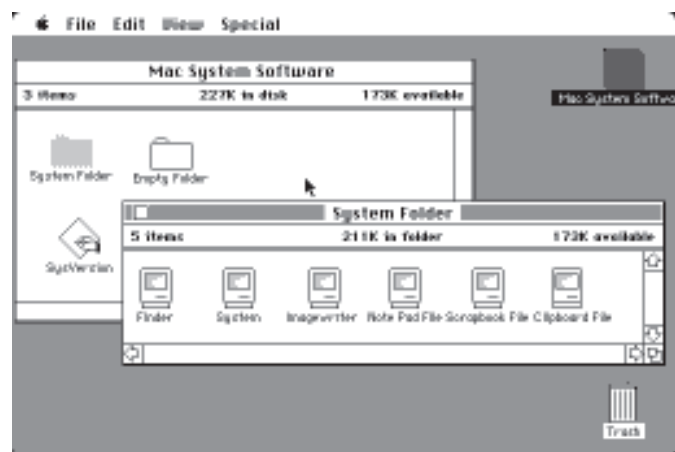 File Edit View Special
Mac System Software
3 items 227K in disk 173K available
Mac System Softwa
System Folder Empty Folder
SysVersion
System Folder
5 items 211K in folder 173K available
Finder System Imagewriter Note Pad File Scrapbook File Clipboard File
Trash